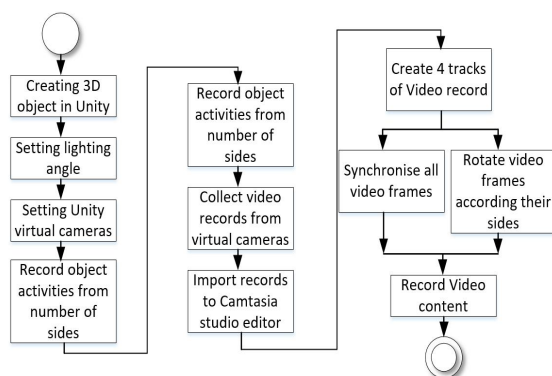 Creating 3D
object in Unity
Setting lighting
angle
Setting Unity
virtual cameras
Record object
activities from
number of
sides
Record object
activities from
number of
sides
Collect video
records from
virtual cameras
Import records
to Camtasia
studio editor
Create 4 tracks
of Video record
Synchronise all
video frames
Rotate video
frames
according their
sides
Record Video
content